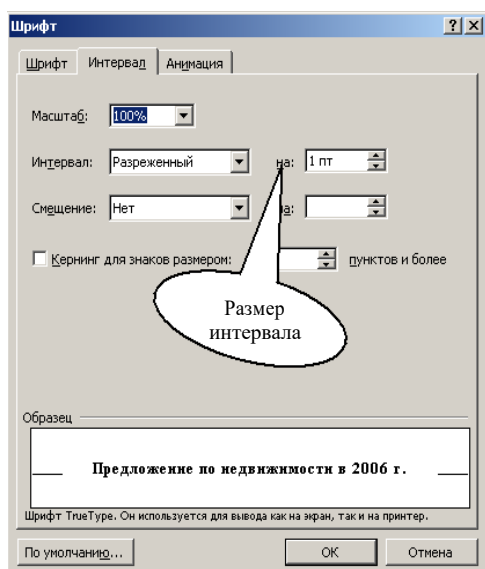 Шрифт
Шрифт Интервал Анимация
Масштаб: 100%
Интервал: Разреженный на: 1 пт
Смещение: Нет на:
Кернинг для знаков размером: пунктов и более
Размер
интервала
Образец
Предложение по недвижимости в 2006 г.
Шрифт TrueType. Он используется для вывода как на экран, так и на принтер.
По умолчанию... ОК Отмена